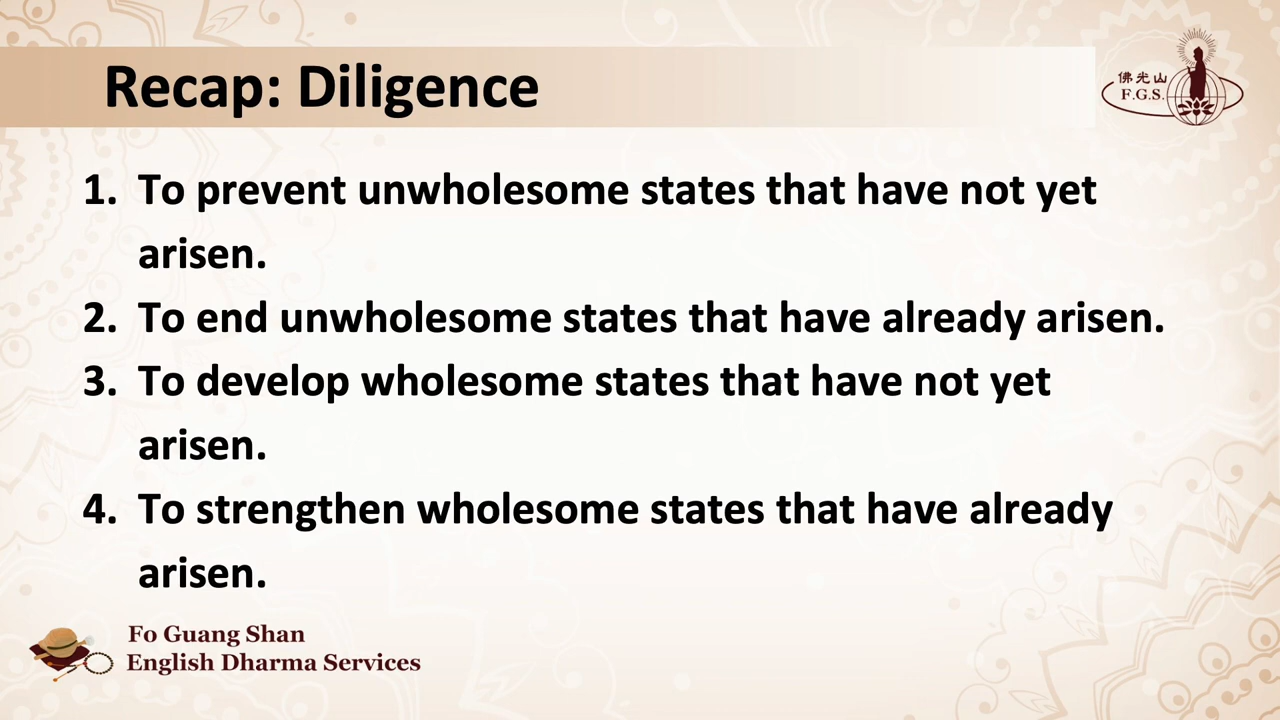 Recap: Diligence
佛光山
F.G.S.
1. To prevent unwholesome states that have not yet
arisen.
2. To end unwholesome states that have already arisen.
3. To develop wholesome states that have not yet
arisen.
4. To strengthen wholesome states that have already
arisen.
Fo Guang Shan
English Dharma Services